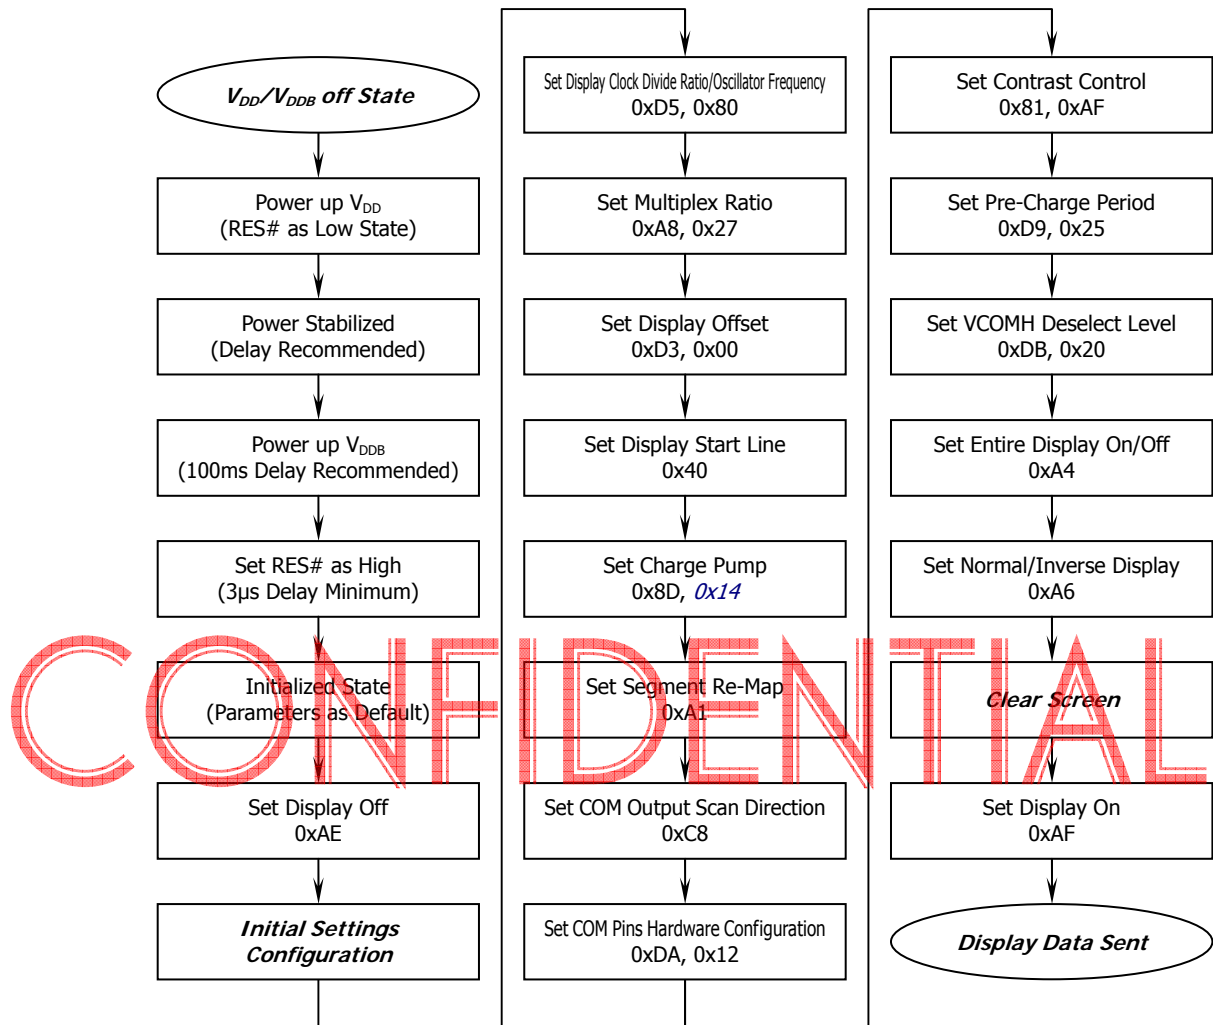 V_DD/V_DDB off State
Power up V_DD
(RES# as Low State)
Power Stabilized
(Delay Recommended)
Power up V_DDB
(100ms Delay Recommended)
Set RES# as High
(3µs Delay Minimum)
Initialized State
(Parameters as Default)
Set Display Off
0xAE
Initial Settings
Configuration
Set Display Clock Divide Ratio/Oscillator Frequency
0xD5, 0x80
Set Multiplex Ratio
0xA8, 0x27
Set Display Offset
0xD3, 0x00
Set Display Start Line
0x40
Set Charge Pump
0x8D, 0x14
Set Segment Re-Map
0xA1
Set COM Output Scan Direction
0xC8
Set COM Pins Hardware Configuration
0xDA, 0x12
Set Contrast Control
0x81, 0xAF
Set Pre-Charge Period
0xD9, 0x25
Set VCOMH Deselect Level
0xDB, 0x20
Set Entire Display On/Off
0xA4
Set Normal/Inverse Display
0xA6
Clear Screen
Set Display On
0xAF
Display Data Sent
CONFIDENTIAL